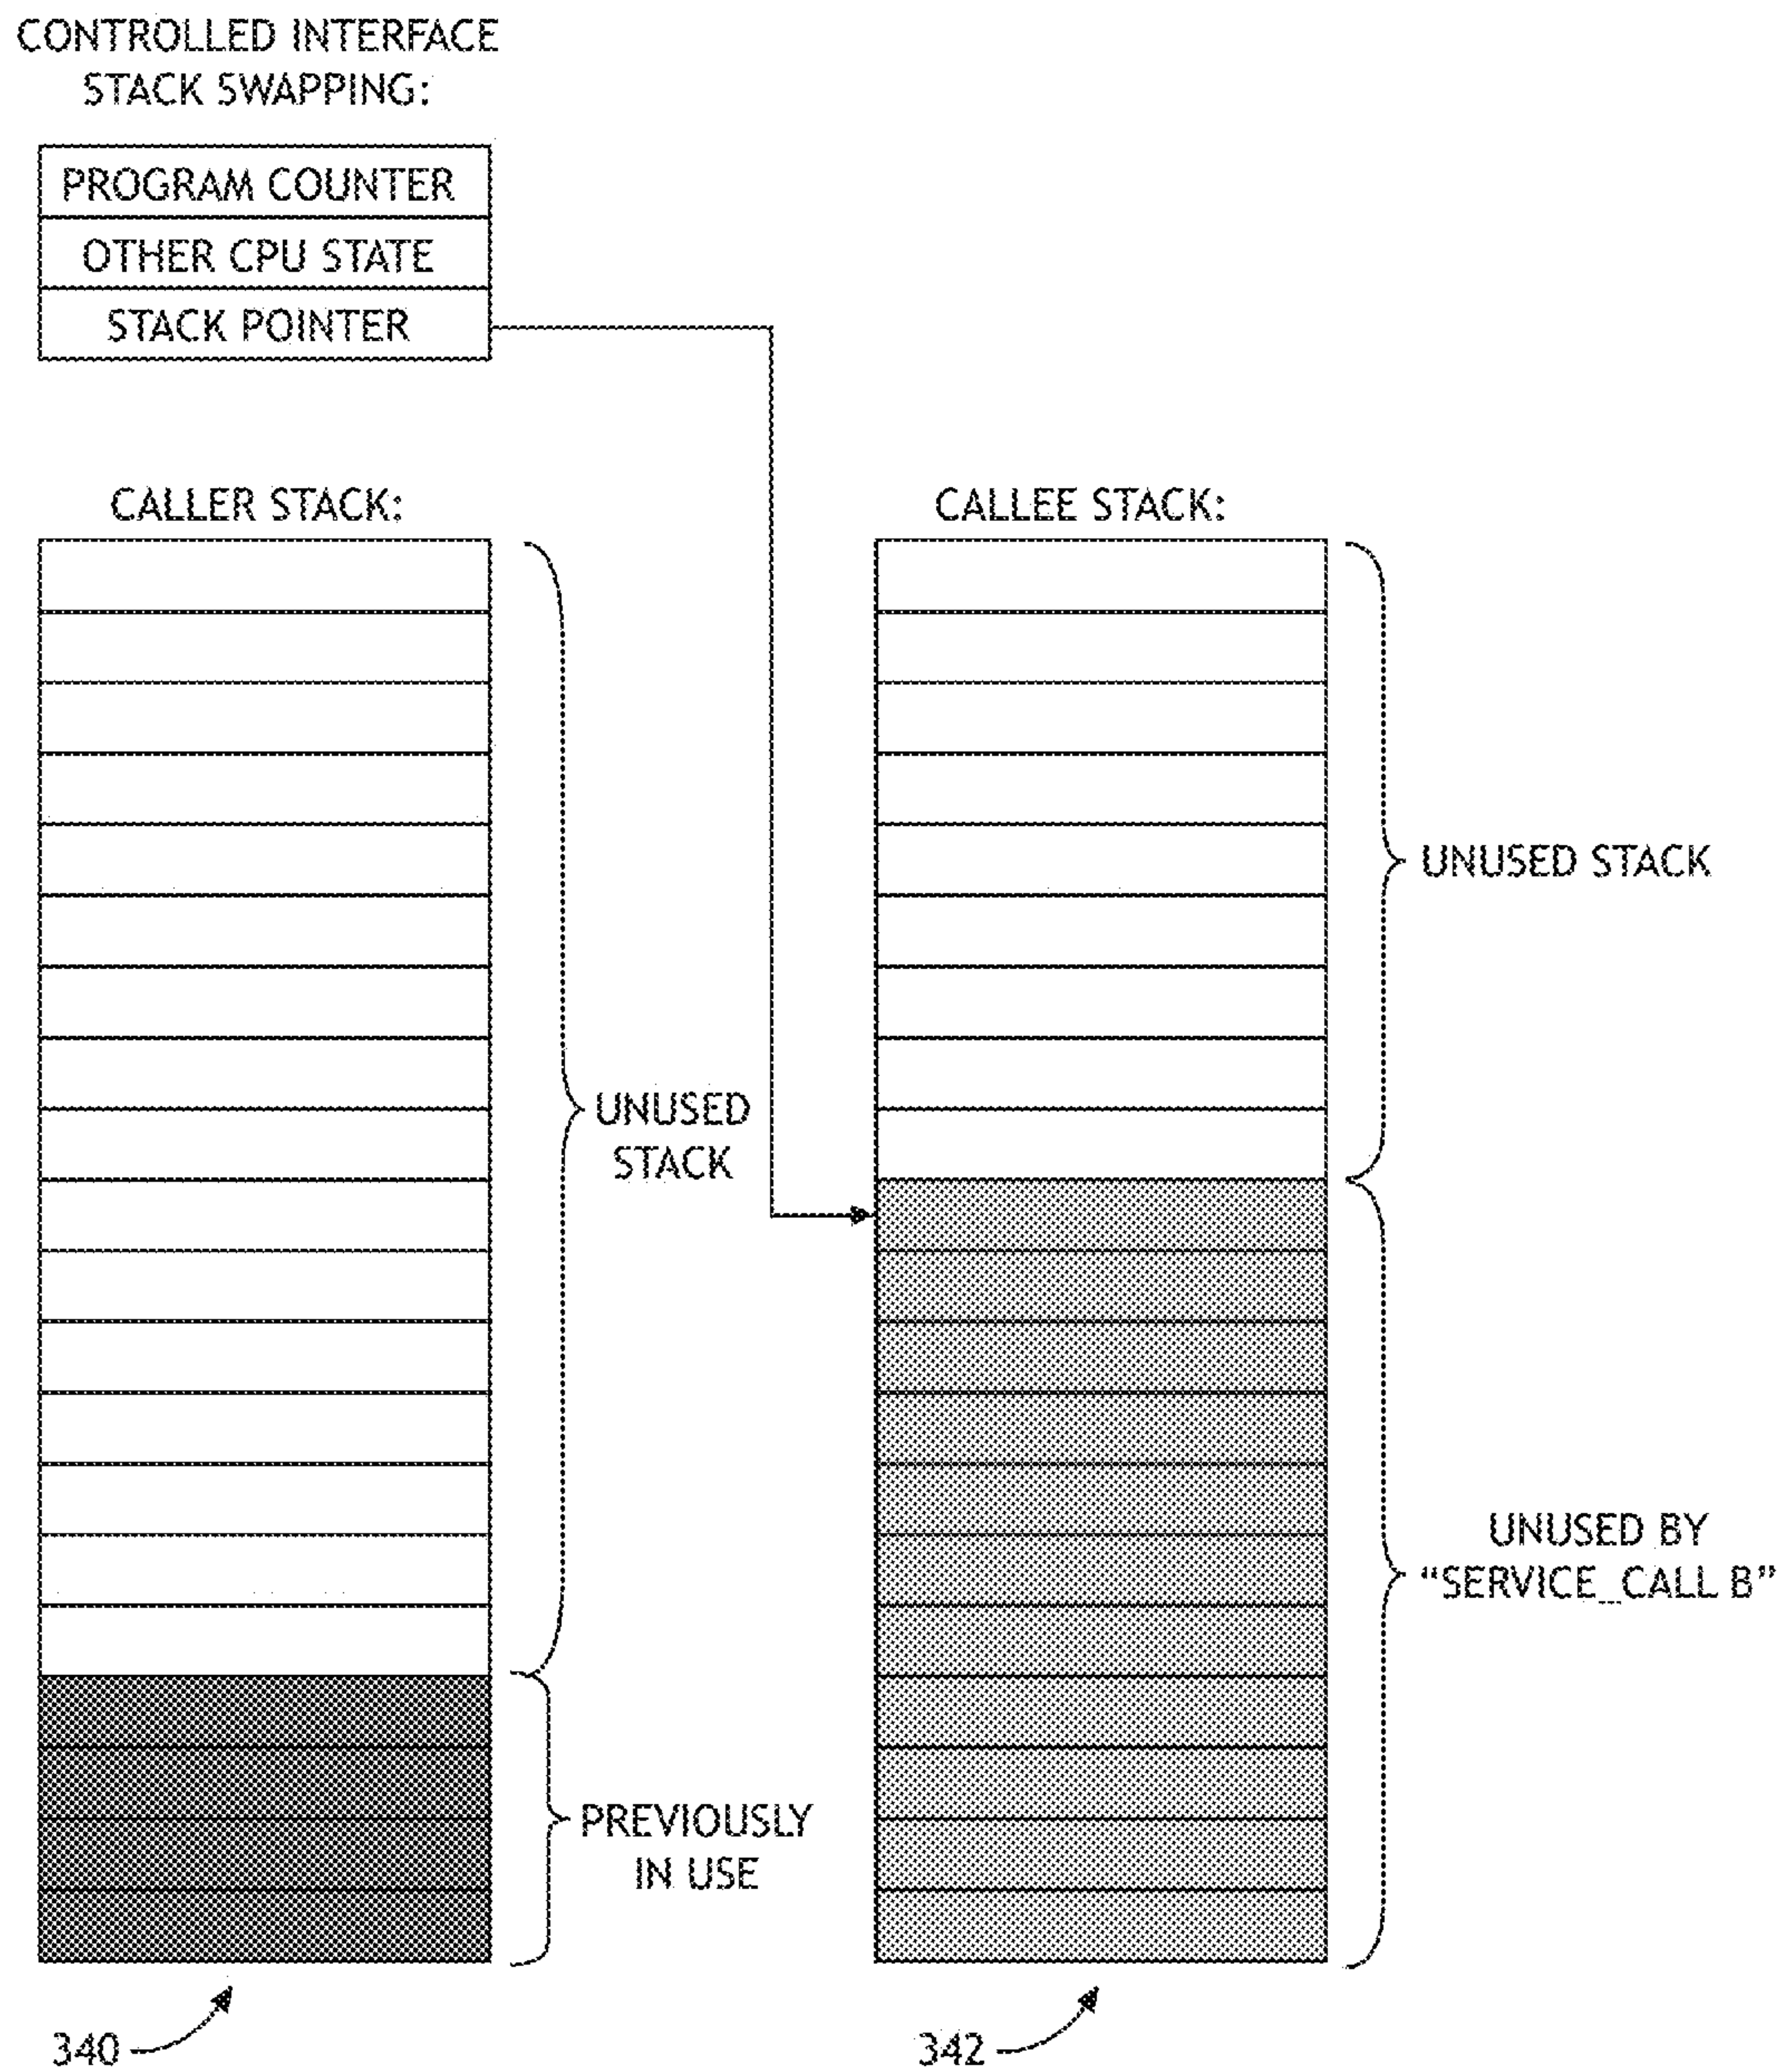 CONTROLLED INTERFACE
STACK SWAPPING:
PROGRAM COUNTER
OTHER CPU STATE
STACK POINTER
CALLER STACK:
CALLEE STACK:
UNUSED STACK
UNUSED
STACK
UNUSED BY
“SERVICE_CALL B”
PREVIOUSLY
IN USE
340
342